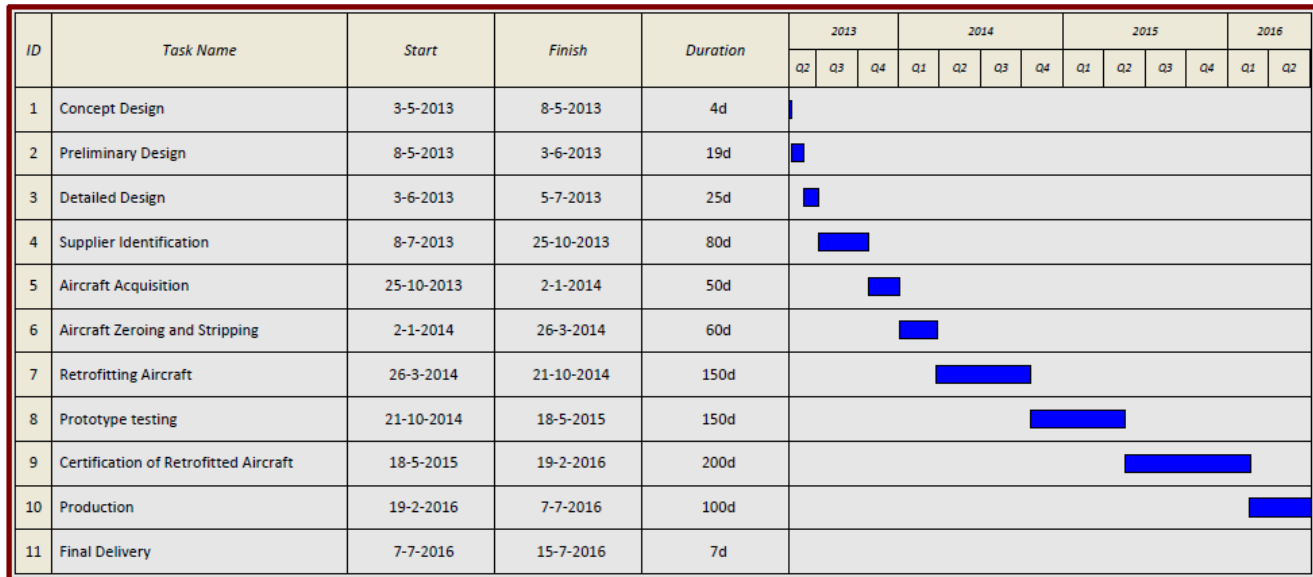 ID Task Name Start Finish Duration 2013 2014 2015 2016
Q2 Q3 Q4 Q1 Q2 Q3 Q4 Q1 Q2 Q3 Q4 Q1 Q2
1 Concept Design 3-5-2013 8-5-2013 4d
2 Preliminary Design 8-5-2013 3-6-2013 19d
3 Detailed Design 3-6-2013 5-7-2013 25d
4 Supplier Identification 8-7-2013 25-10-2013 80d
5 Aircraft Acquisition 25-10-2013 2-1-2014 50d
6 Aircraft Zeroing and Stripping 2-1-2014 26-3-2014 60d
7 Retrofitting Aircraft 26-3-2014 21-10-2014 150d
8 Prototype testing 21-10-2014 18-5-2015 150d
9 Certification of Retrofitted Aircraft 18-5-2015 19-2-2016 200d
10 Production 19-2-2016 7-7-2016 100d
11 Final Delivery 7-7-2016 15-7-2016 7d